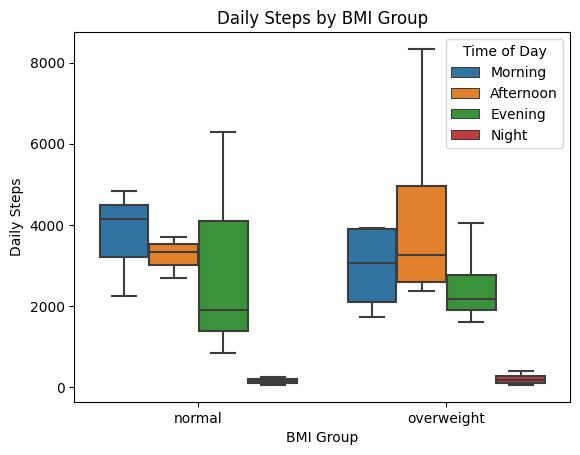 Daily Steps by BMI Group
Time of Day
Morning
Afternoon
Evening
Night
8000
6000
4000
2000
0
Daily Steps
normal
overweight
BMI Group